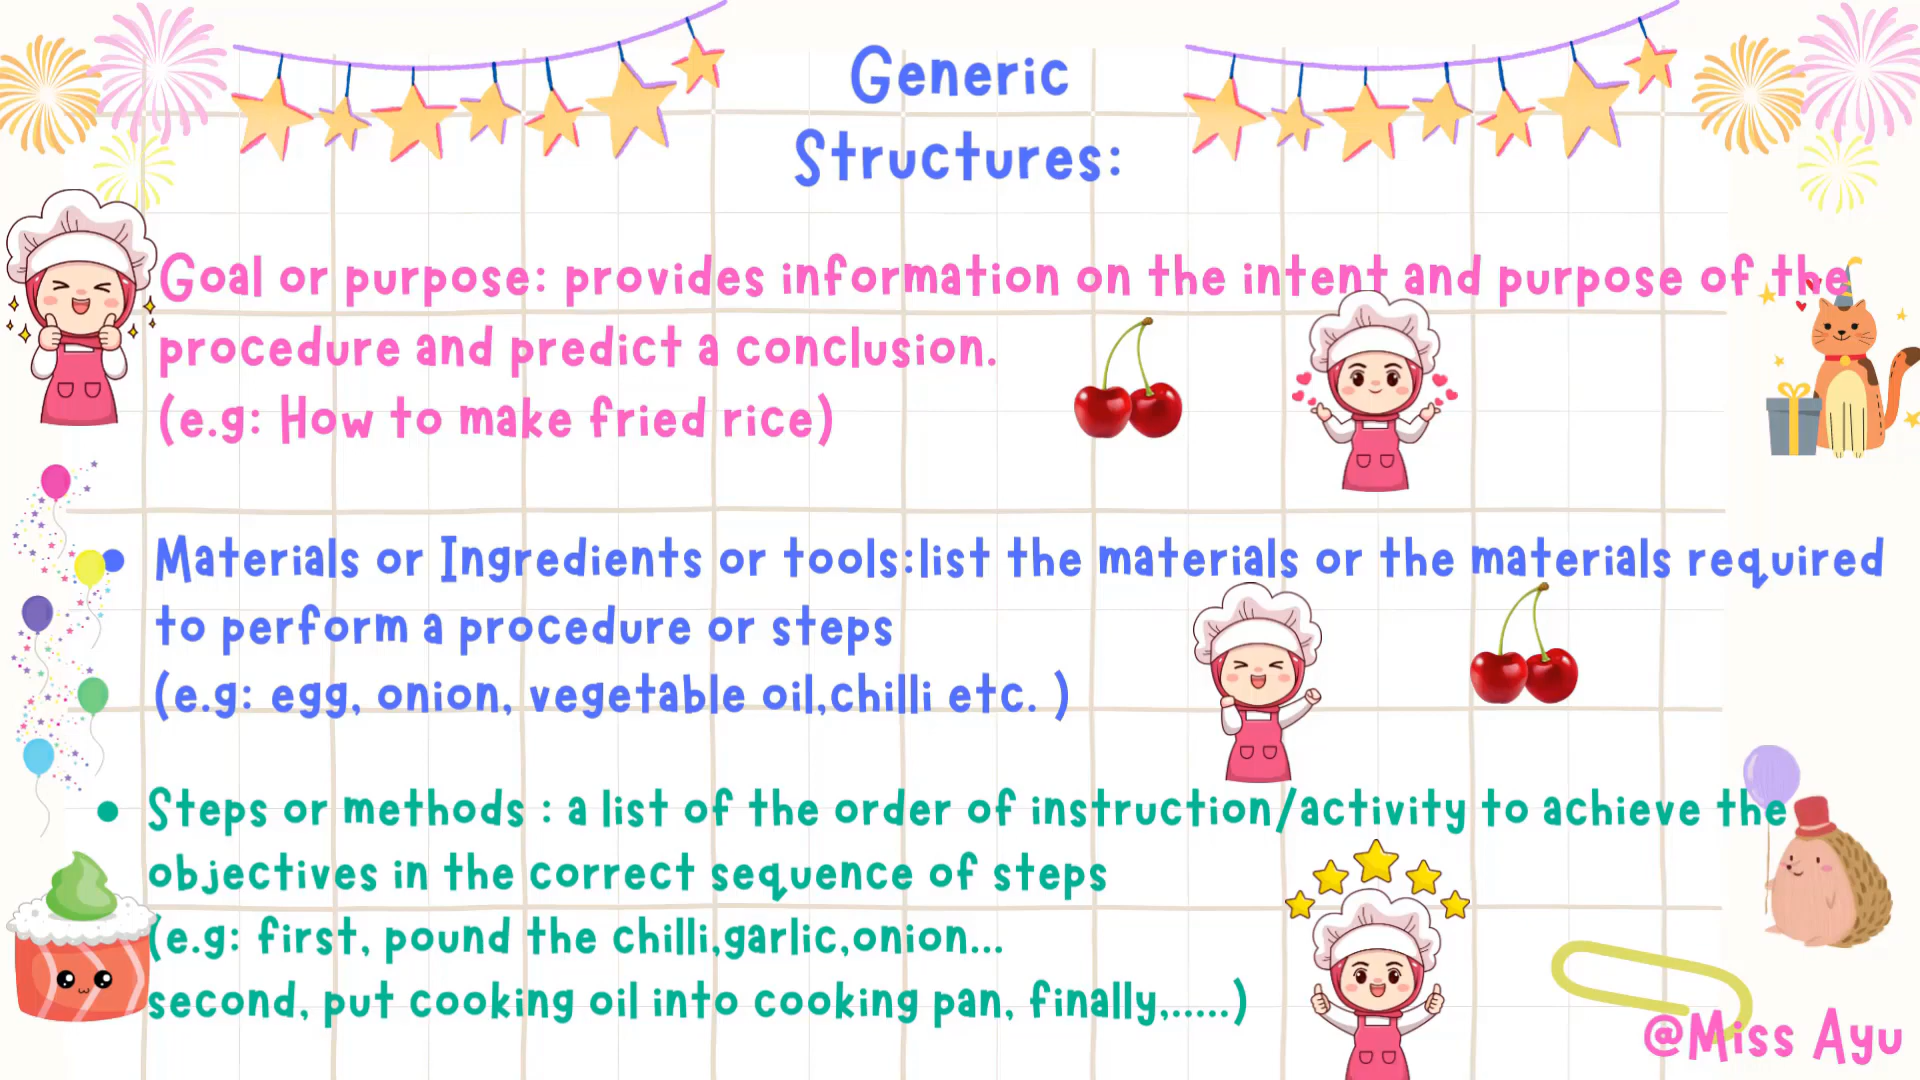 Generic
Structures:
Goal or purpose: provides information on the intent and purpose of the
procedure and predict a conclusion.
(e.g: How to make fried rice)
• Materials or Ingredients or tools:list the materials or the materials required
to perform a procedure or steps
(e.g: egg, onion, vegetable oil,chilli etc. )
• Steps or methods : a list of the order of instruction/activity to achieve the
objectives in the correct sequence of steps
(e.g: first, pound the chilli,garlic,onion...
second, put cooking oil into cooking pan, finally,.....)
@Miss Ayu